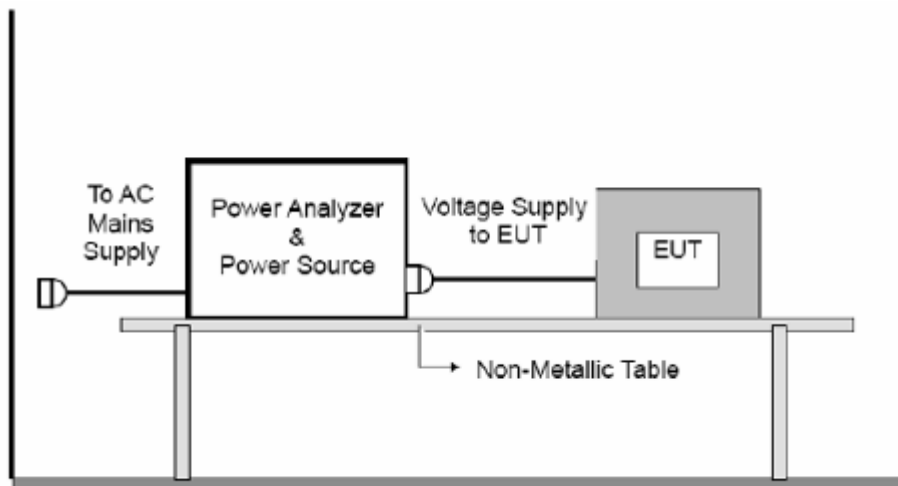 To AC
Mains
Supply
Power Analyzer
&
Power Source
Voltage Supply
to EUT
EUT
Non-Metallic Table